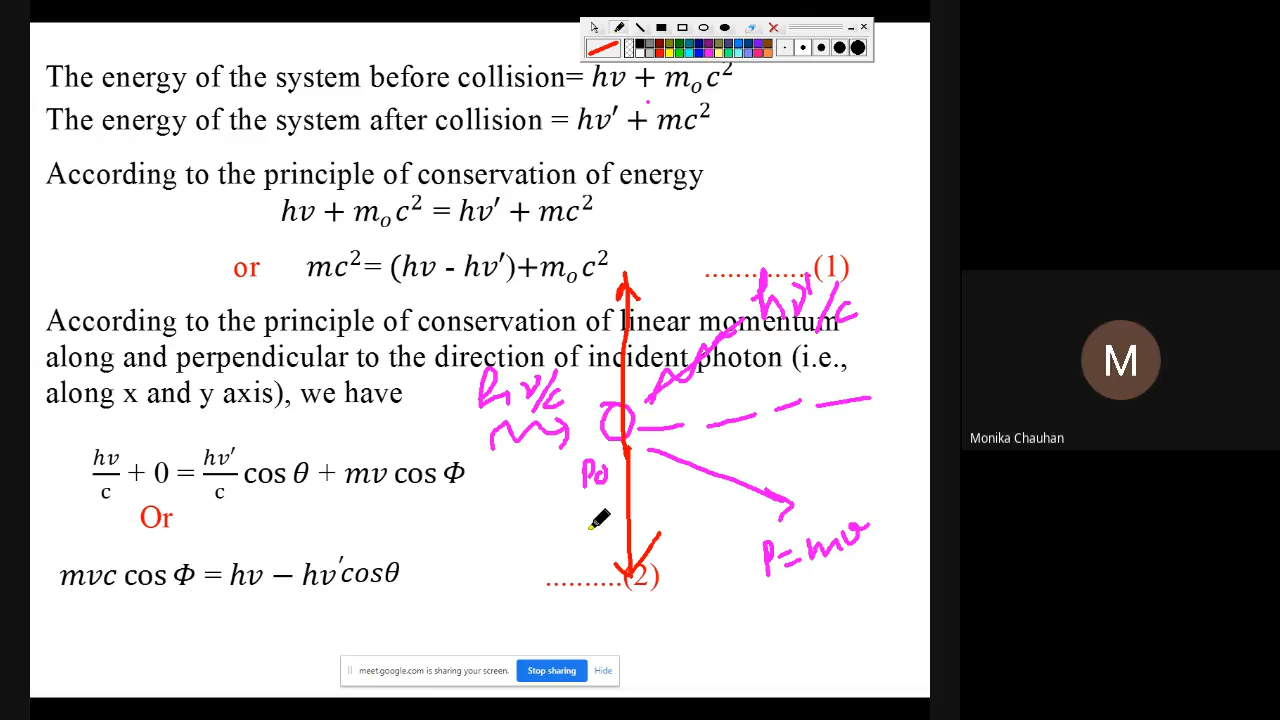 The energy of the system before collision= hν + mₒc²
The energy of the system after collision = hν′ + mc²
According to the principle of conservation of energy
hν + mₒc² = hν′ + mc²
or mc²= (hν - hν′)+mₒc² ..............(1)
hν'/c
According to the principle of conservation of linear momentum
along and perpendicular to the direction of incident photon (i.e.,
along x and y axis), we have
hν/c
hν/c + 0 = hν′/c cos θ + mv cos Φ
Po
Or
P=mv
mvc cos Φ = hν − hν′cosθ ..........(2)
M
Monika Chauhan
meet.google.com is sharing your screen. Stop sharing Hide